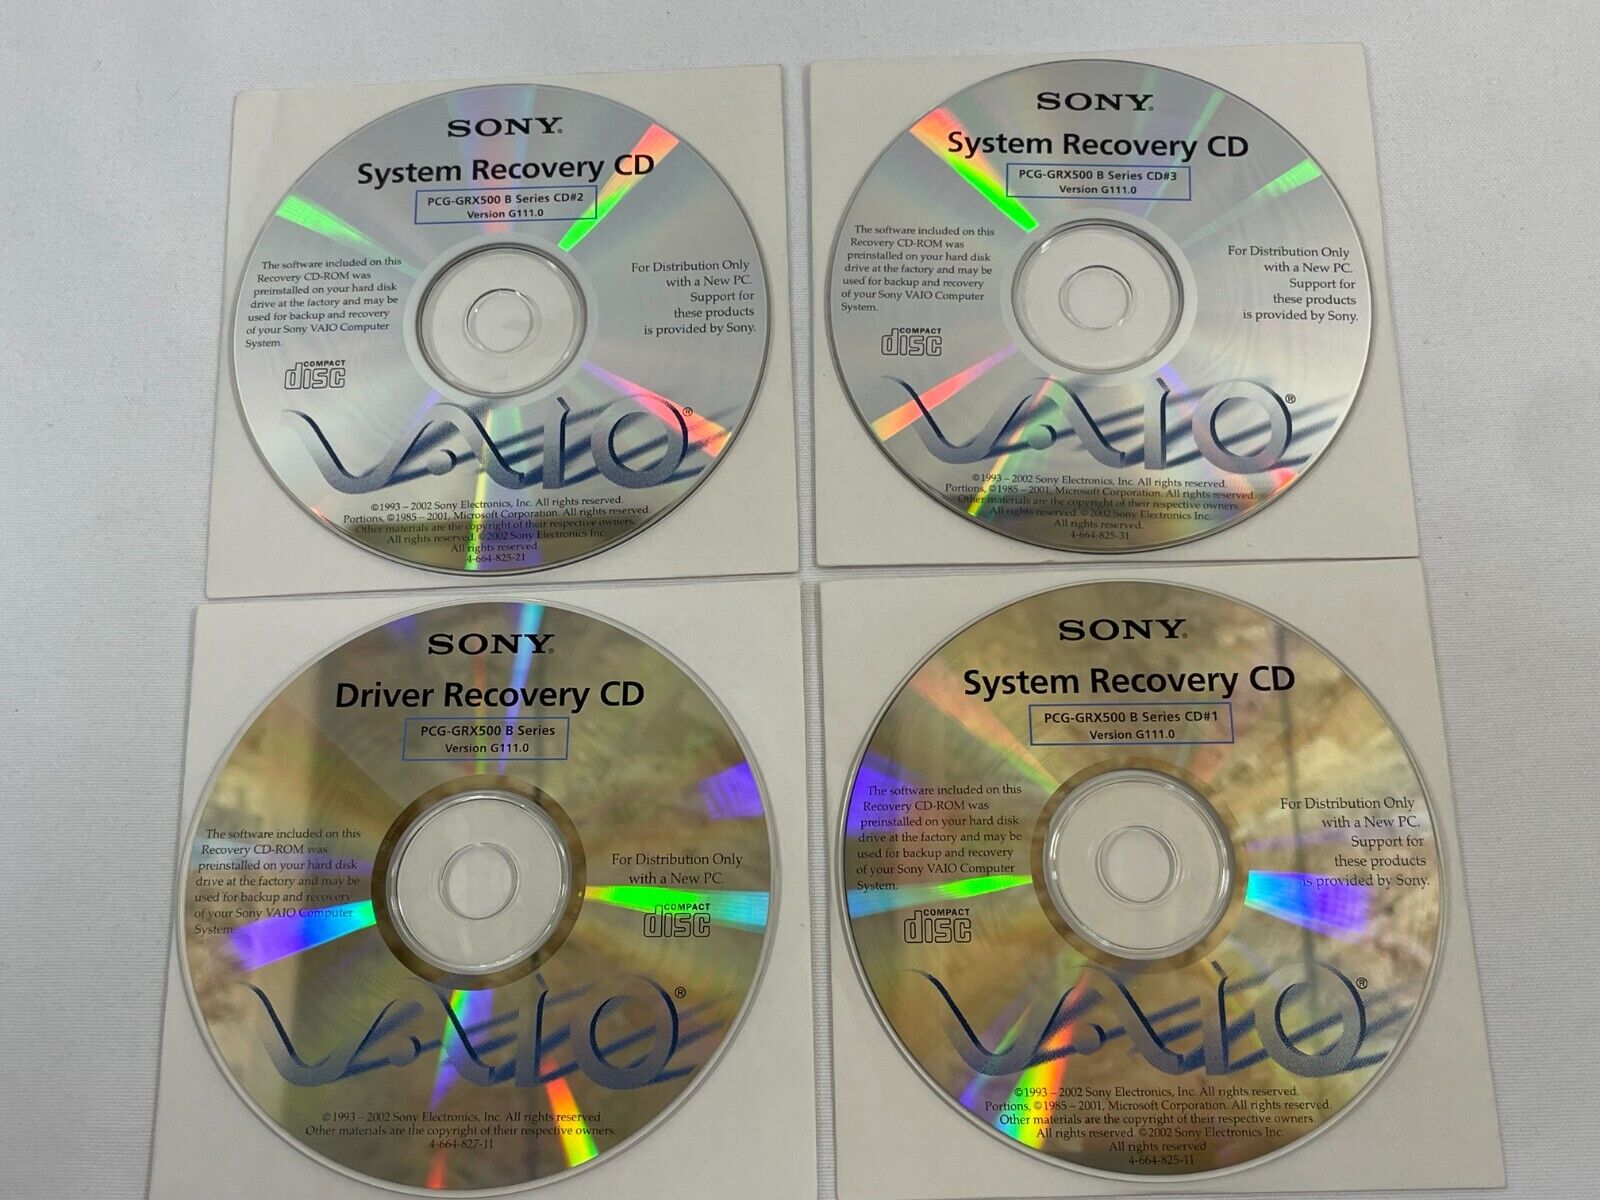 SONY®
System Recovery CD
PCG-GRX500 B Series CD#2
Version G111.0
The software included on this
Recovery CD-ROM was
preinstalled on your hard disk
drive at the factory and may be
used for backup and recovery
of your Sony VAIO Computer
System.
For Distribution Only
with a New PC.
Support for
these products
is provided by Sony.
COMPACT
disc
VAIO®
©1993 – 2002 Sony Electronics, Inc. All rights reserved.
Portions, ©1985 – 2001, Microsoft Corporation. All rights reserved.
Other materials are the copyright of their respective owners.
All rights reserved. ©2002 Sony Electronics Inc.
All rights reserved.
4-664-825-21
SONY®
System Recovery CD
PCG-GRX500 B Series CD#3
Version G111.0
The software included on this
Recovery CD-ROM was
preinstalled on your hard disk
drive at the factory and may be
used for backup and recovery
of your Sony VAIO Computer
System.
For Distribution Only
with a New PC.
Support for
these products
is provided by Sony.
COMPACT
disc
VAIO®
©1993 – 2002 Sony Electronics, Inc. All rights reserved.
Portions, ©1985 – 2001, Microsoft Corporation. All rights reserved.
Other materials are the copyright of their respective owners.
All rights reserved. ©2002 Sony Electronics Inc.
All rights reserved.
4-664-825-31
SONY®
Driver Recovery CD
PCG-GRX500 B Series
Version G111.0
The software included on this
Recovery CD-ROM was
preinstalled on your hard disk
drive at the factory and may be
used for backup and recovery
of your Sony VAIO Computer
System.
For Distribution Only
with a New PC.
COMPACT
disc
VAIO®
©1993 – 2002 Sony Electronics, Inc. All rights reserved.
Other materials are the copyright of their respective owners.
4-664-827-11
SONY®
System Recovery CD
PCG-GRX500 B Series CD#1
Version G111.0
The software included on this
Recovery CD-ROM was
preinstalled on your hard disk
drive at the factory and may be
used for backup and recovery
of your Sony VAIO Computer
System.
For Distribution Only
with a New PC.
Support for
these products
is provided by Sony.
COMPACT
disc
VAIO®
©1993 – 2002 Sony Electronics, Inc. All rights reserved.
Portions, ©1985 – 2001, Microsoft Corporation. All rights reserved.
Other materials are the copyright of their respective owners.
All rights reserved. ©2002 Sony Electronics Inc.
All rights reserved
4-664-825-11